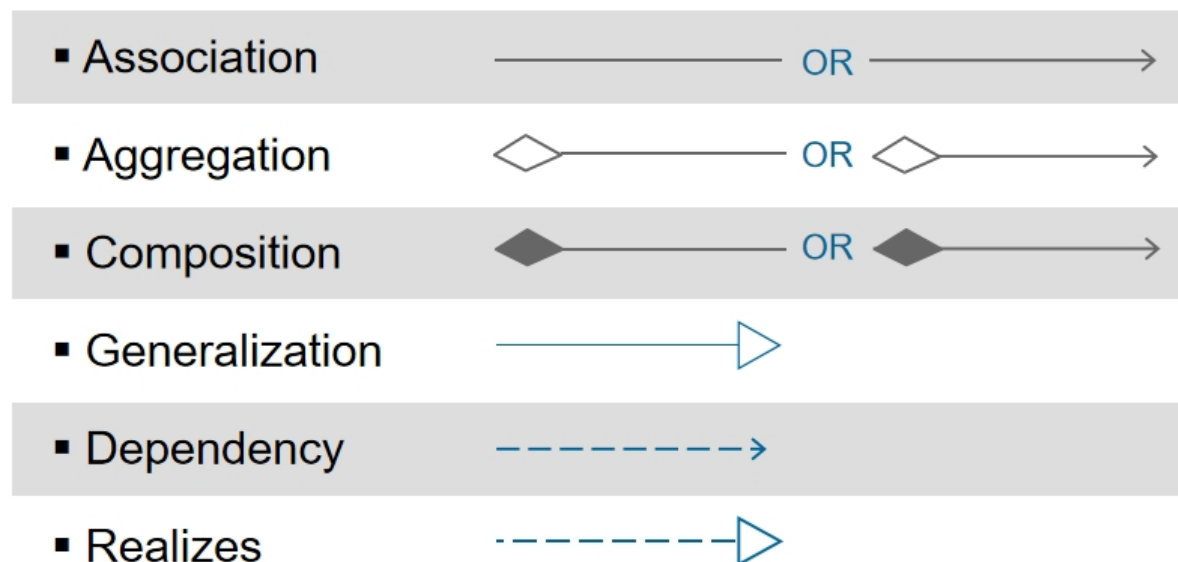 ▪ Association OR
▪ Aggregation OR
▪ Composition OR
▪ Generalization
▪ Dependency
▪ Realizes